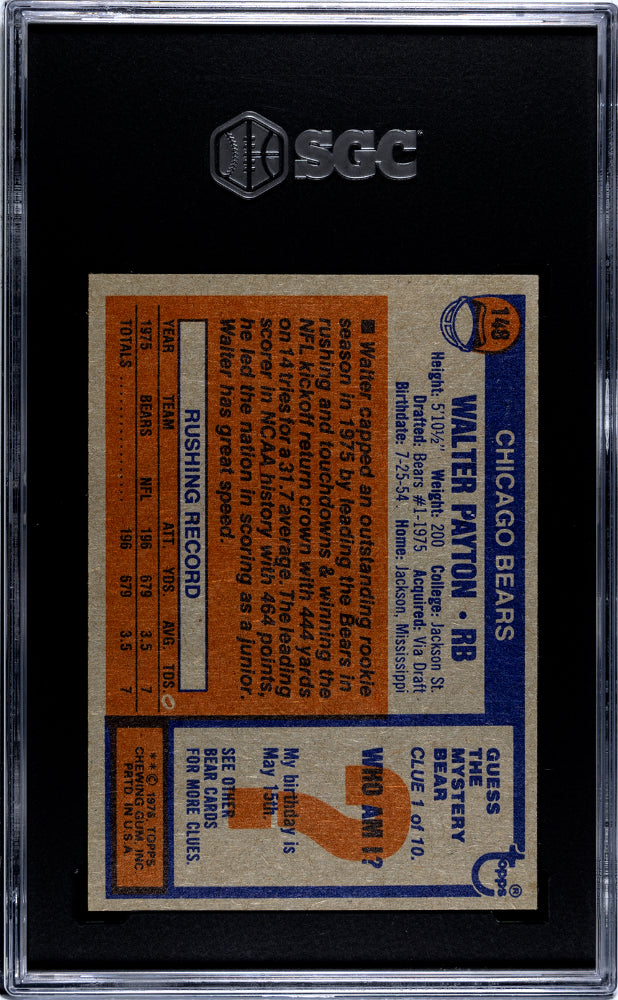 SGC
148
CHICAGO BEARS
WALTER PAYTON • RB
Height: 5'10½" Weight: 200 College: Jackson St.
Drafted: Bears #1-1975 Acquired: Via Draft
Birthdate: 7-25-54 Home: Jackson, Mississippi
■ Walter capped an outstanding rookie
season in 1975 by leading the Bears in
rushing and touchdowns & winning the
NFL kickoff return crown with 444 yards
on 14 tries for a 31.7 average. The leading
scorer in NCAA history with 464 points,
he led the nation in scoring as a junior.
Walter has great speed.
RUSHING RECORD
YEAR TEAM ATT. YDS. AVG. TDS.
1975 BEARS NFL 196 679 3.5 7
TOTALS.......... 196 679 3.5 7
topps®
GUESS
THE
MYSTERY
BEAR
CLUE 1 of 10.
?
WHO AM I?
My birthday is
May 15th.
SEE OTHER
BEAR CARDS
FOR MORE CLUES
** © 1976 TOPPS
CHEWING GUM, INC.
PRTD. IN U.S.A.